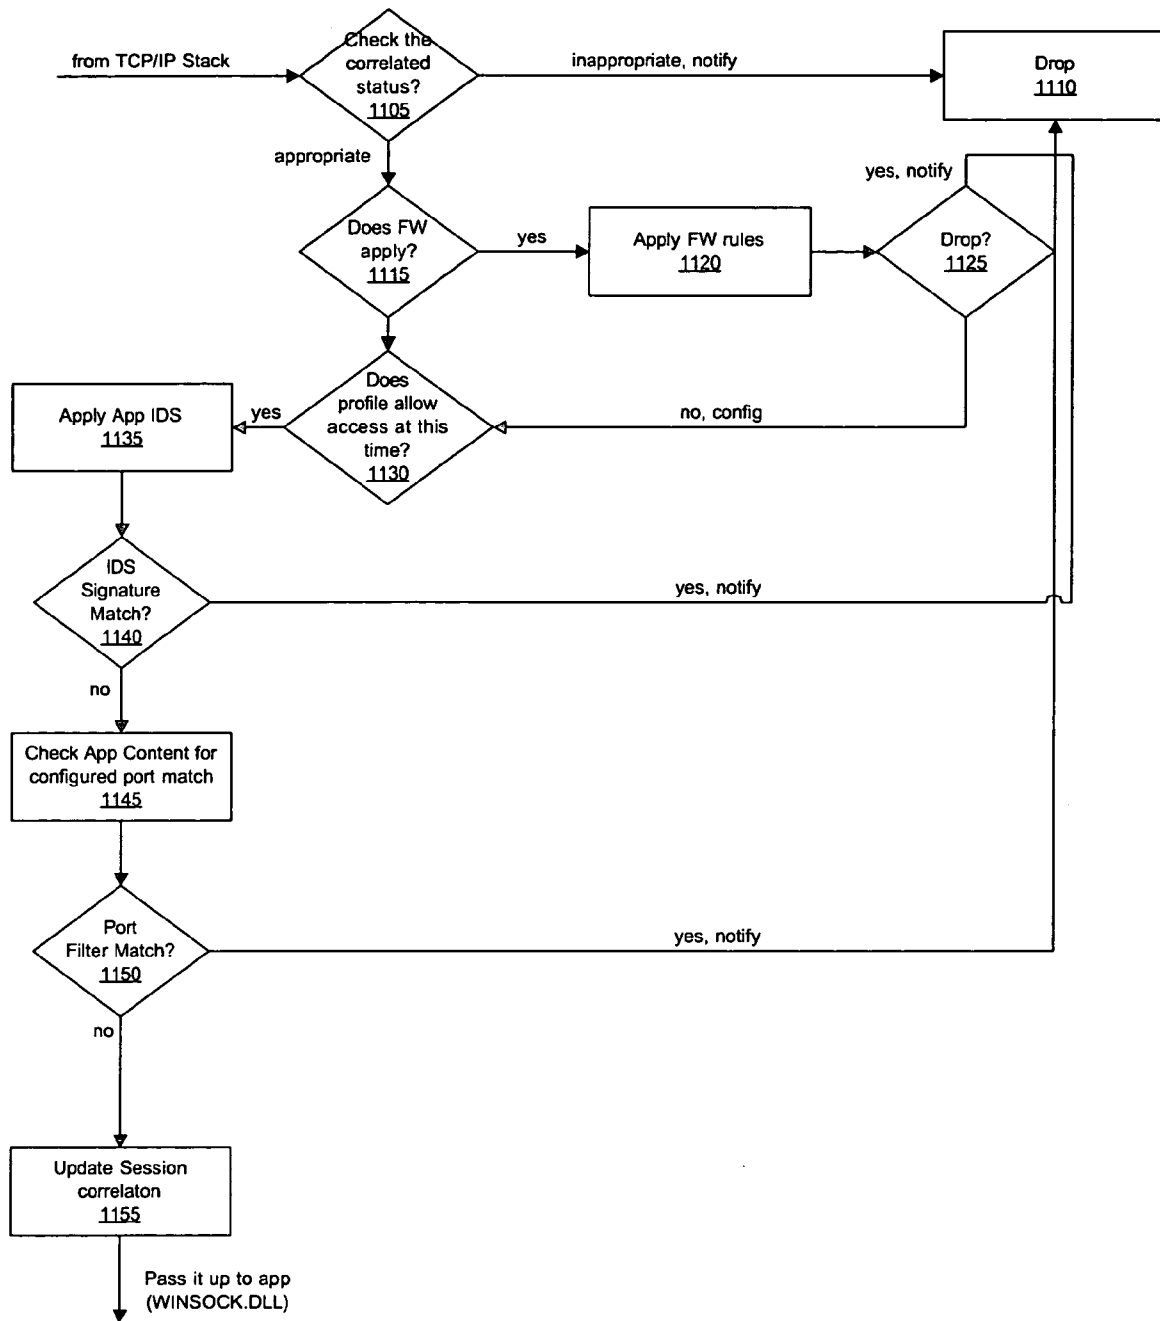 from TCP/IP Stack
Check the
correlated
status?
1105
inappropriate, notify
Drop
1110
appropriate
Does FW
apply?
1115
yes
Apply FW rules
1120
yes, notify
Drop?
1125
Does
profile allow
access at this
time?
1130
no, config
yes
Apply App IDS
1135
IDS
Signature
Match?
1140
yes, notify
no
Check App Content for
configured port match
1145
Port
Filter Match?
1150
yes, notify
no
Update Session
correlaton
1155
Pass it up to app
(WINSOCK.DLL)